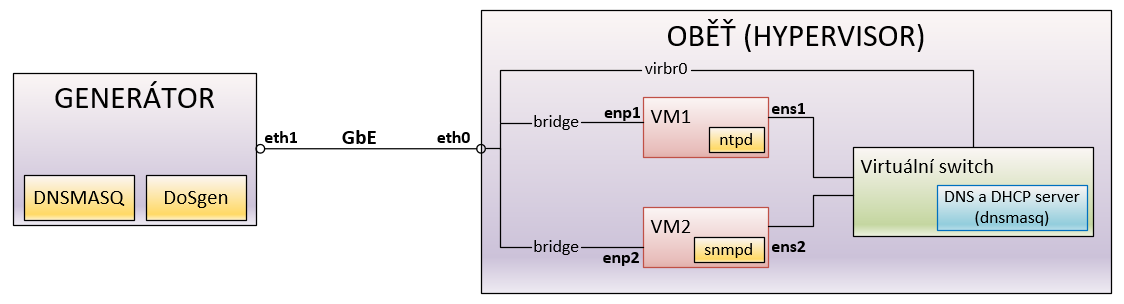 GENERÁTOR
DNSMASQ
DoSgen
eth1
GbE
eth0
OBĚŤ (HYPERVISOR)
virbr0
bridge
enp1
VM1
ntpd
ens1
Virtuální switch
DNS a DHCP server
(dnsmasq)
bridge
enp2
VM2
snmpd
ens2